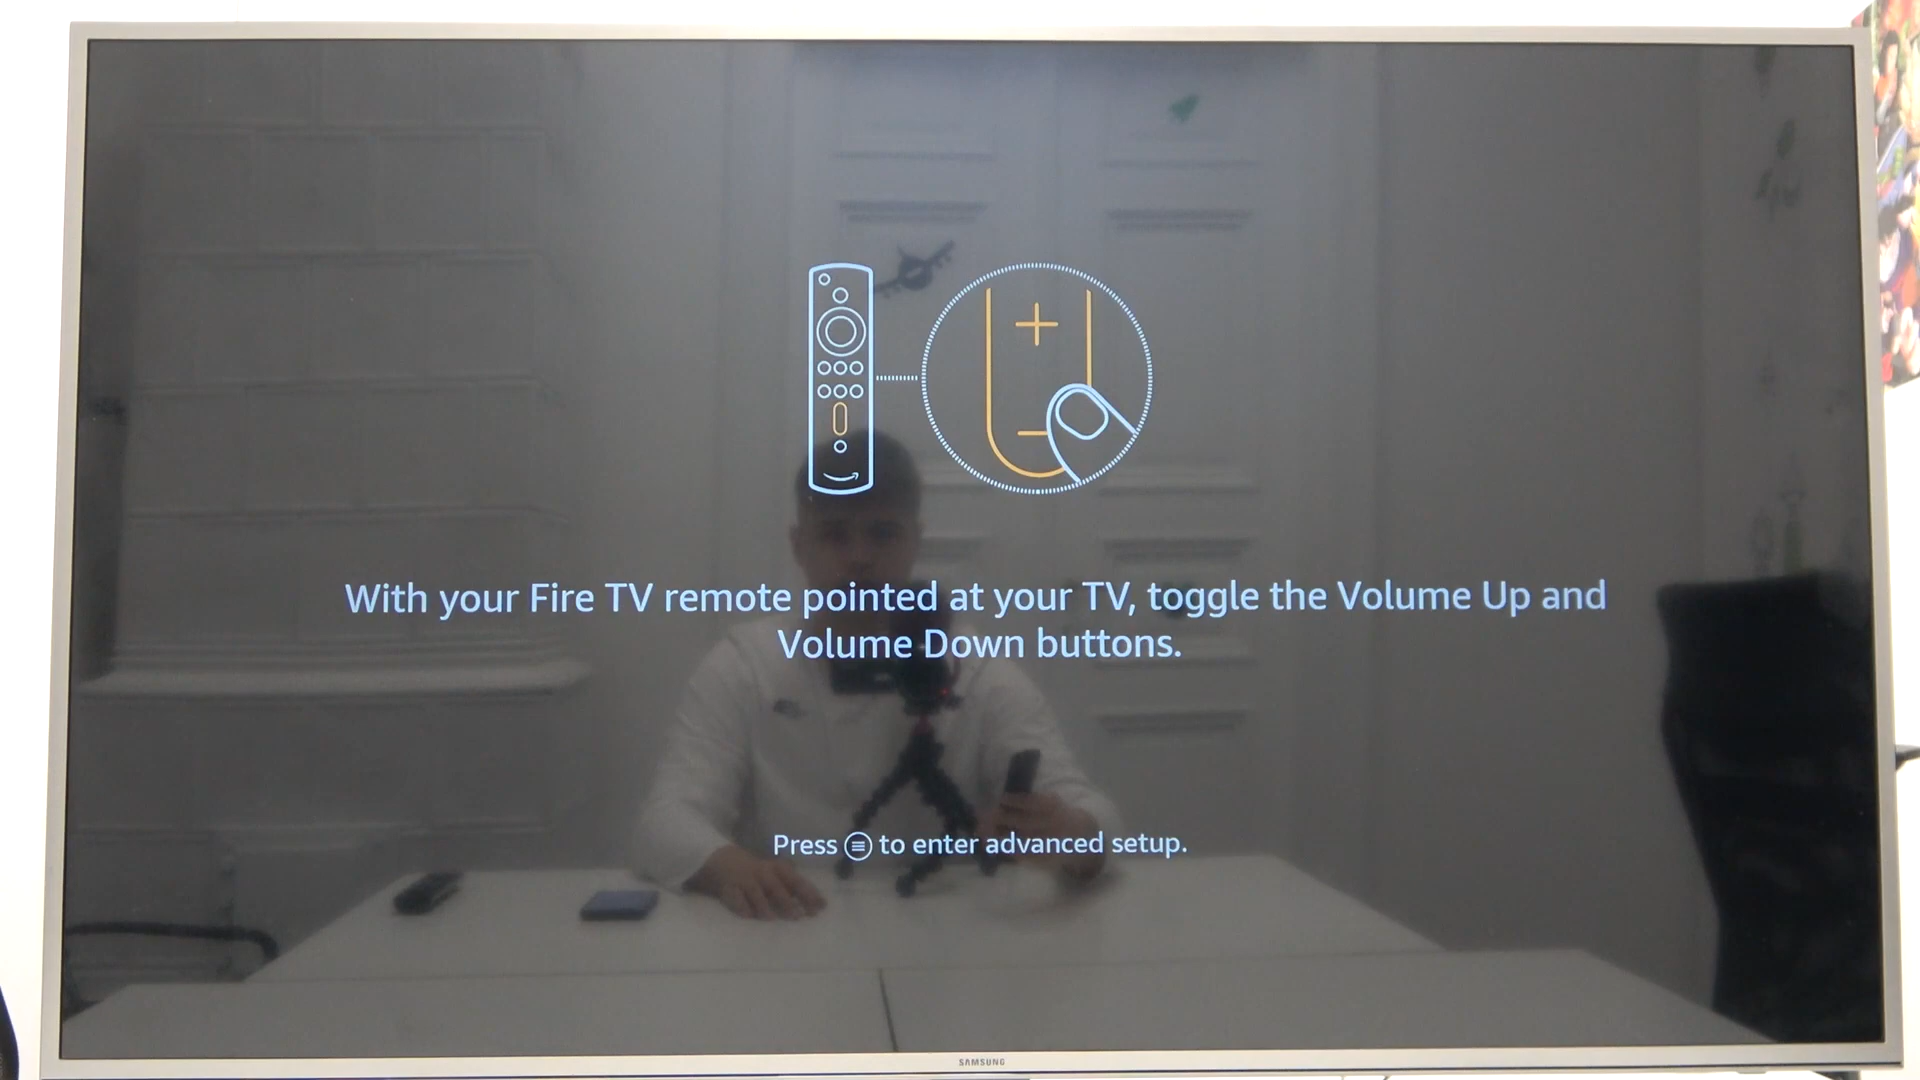 With your Fire TV remote pointed at your TV, toggle the Volume Up and
Volume Down buttons.
Press to enter advanced setup.
SAMSUNG